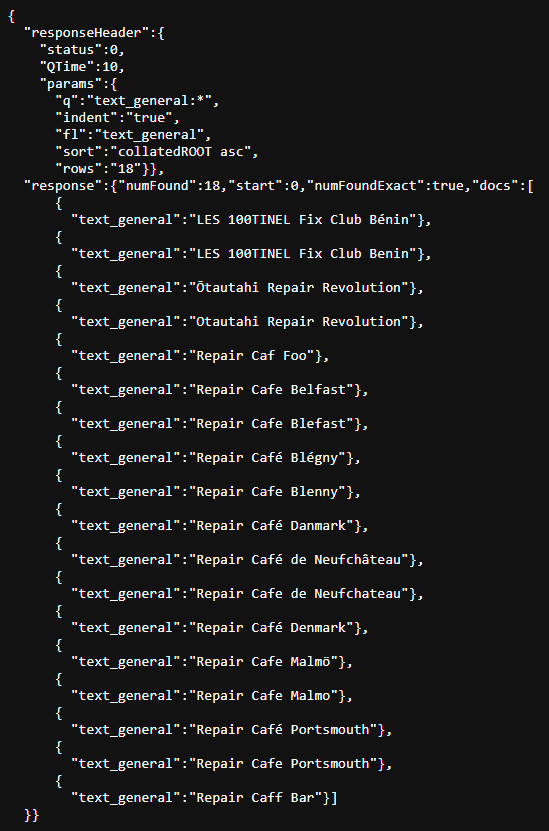 {
  "responseHeader":{
    "status":0,
    "QTime":10,
    "params":{
      "q":"text_general:*",
      "indent":"true",
      "fl":"text_general",
      "sort":"collatedROOT asc",
      "rows":"18"}},
  "response":{"numFound":18,"start":0,"numFoundExact":true,"docs":[
      {
        "text_general":"LES 100TINEL Fix Club Bénin"},
      {
        "text_general":"LES 100TINEL Fix Club Benin"},
      {
        "text_general":"Ōtautahi Repair Revolution"},
      {
        "text_general":"Otautahi Repair Revolution"},
      {
        "text_general":"Repair Caf Foo"},
      {
        "text_general":"Repair Cafe Belfast"},
      {
        "text_general":"Repair Cafe Blefast"},
      {
        "text_general":"Repair Café Blégny"},
      {
        "text_general":"Repair Cafe Blenny"},
      {
        "text_general":"Repair Café Danmark"},
      {
        "text_general":"Repair Café de Neufchâteau"},
      {
        "text_general":"Repair Cafe de Neufchateau"},
      {
        "text_general":"Repair Café Denmark"},
      {
        "text_general":"Repair Cafe Malmö"},
      {
        "text_general":"Repair Cafe Malmo"},
      {
        "text_general":"Repair Café Portsmouth"},
      {
        "text_general":"Repair Cafe Portsmouth"},
      {
        "text_general":"Repair Caff Bar"}]
  }}